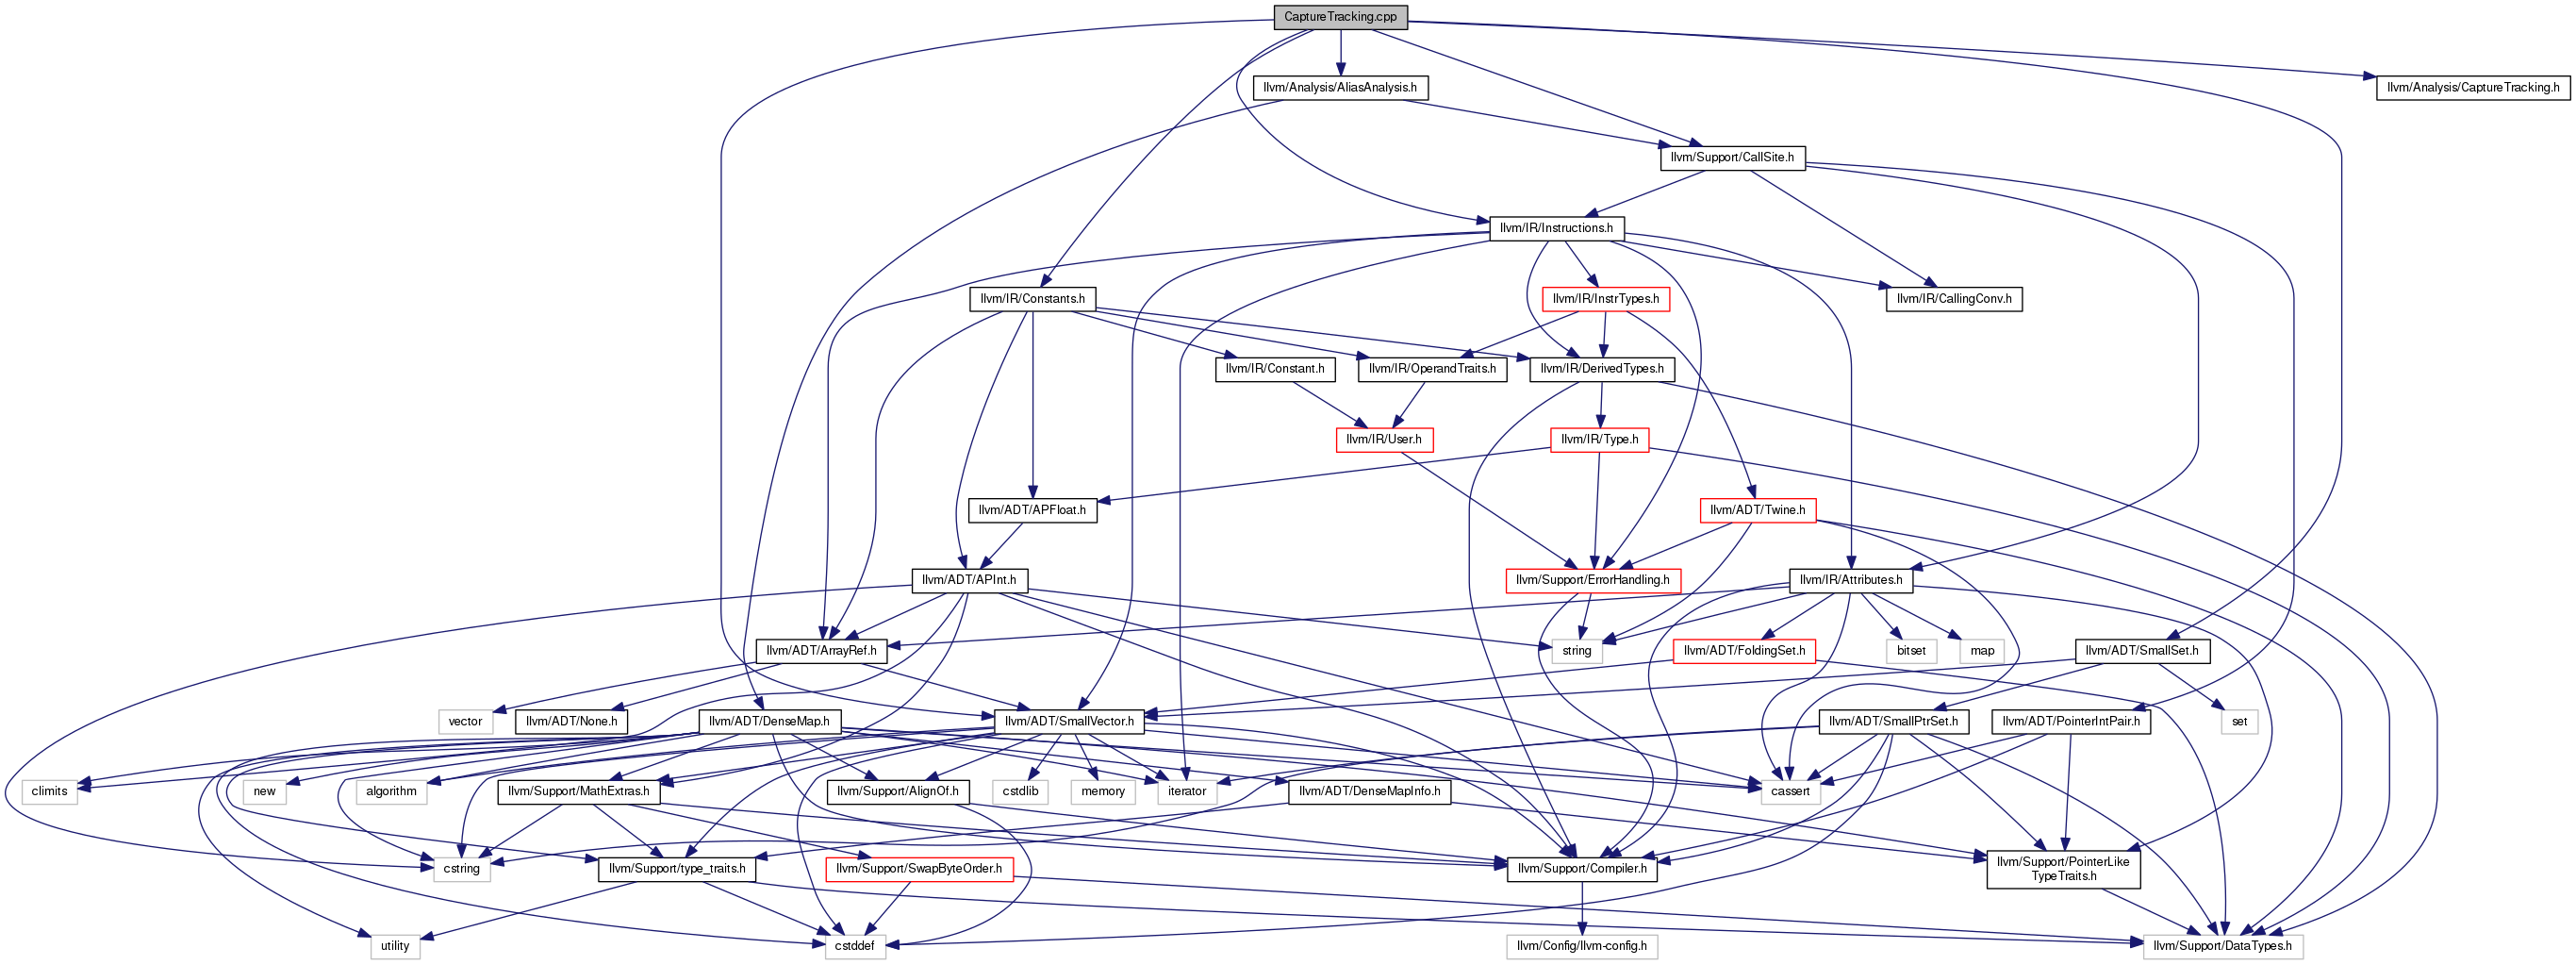 CaptureTracking.cpp
llvm/Analysis/AliasAnalysis.h
llvm/Analysis/CaptureTracking.h
llvm/Support/CallSite.h
llvm/IR/Instructions.h
llvm/IR/Constants.h
llvm/IR/InstrTypes.h
llvm/IR/CallingConv.h
llvm/IR/Constant.h
llvm/IR/OperandTraits.h
llvm/IR/DerivedTypes.h
llvm/IR/User.h
llvm/IR/Type.h
llvm/ADT/APFloat.h
llvm/ADT/Twine.h
llvm/ADT/APInt.h
llvm/Support/ErrorHandling.h
llvm/IR/Attributes.h
llvm/ADT/ArrayRef.h
string
llvm/ADT/FoldingSet.h
bitset
map
llvm/ADT/SmallSet.h
vector
llvm/ADT/None.h
llvm/ADT/DenseMap.h
llvm/ADT/SmallVector.h
llvm/ADT/SmallPtrSet.h
llvm/ADT/PointerIntPair.h
set
climits
new
algorithm
llvm/Support/MathExtras.h
llvm/Support/AlignOf.h
cstdlib
memory
iterator
llvm/ADT/DenseMapInfo.h
cassert
cstring
llvm/Support/type_traits.h
llvm/Support/SwapByteOrder.h
llvm/Support/Compiler.h
llvm/Support/PointerLike
TypeTraits.h
utility
cstddef
llvm/Config/llvm-config.h
llvm/Support/DataTypes.h